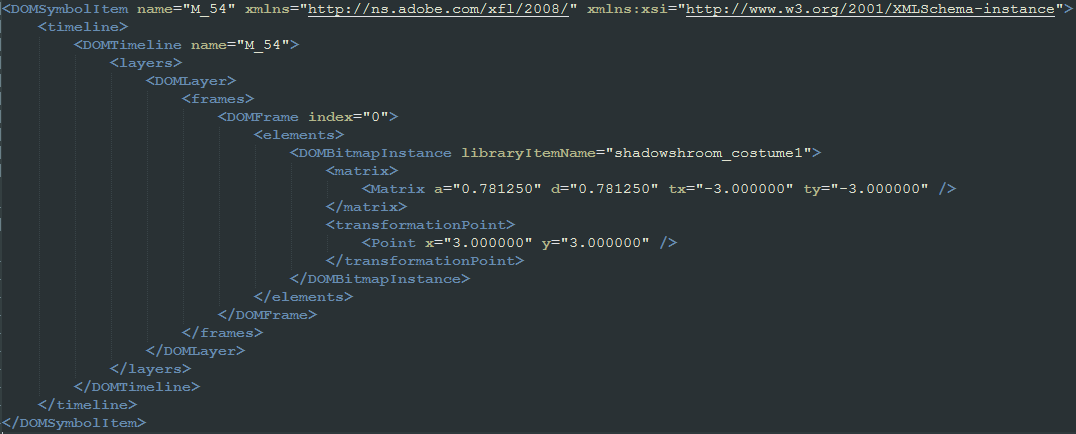 <DOMSymbolItem name="M_54" xmlns="http://ns.adobe.com/xfl/2008/" xmlns:xsi="http://www.w3.org/2001/XMLSchema-instance">
    <timeline>
        <DOMTimeline name="M_54">
            <layers>
                <DOMLayer>
                    <frames>
                        <DOMFrame index="0">
                            <elements>
                                <DOMBitmapInstance libraryItemName="shadowshroom_costume1">
                                    <matrix>
                                        <Matrix a="0.781250" d="0.781250" tx="-3.000000" ty="-3.000000" />
                                    </matrix>
                                    <transformationPoint>
                                        <Point x="3.000000" y="3.000000" />
                                    </transformationPoint>
                                </DOMBitmapInstance>
                            </elements>
                        </DOMFrame>
                    </frames>
                </DOMLayer>
            </layers>
        </DOMTimeline>
    </timeline>
</DOMSymbolItem>